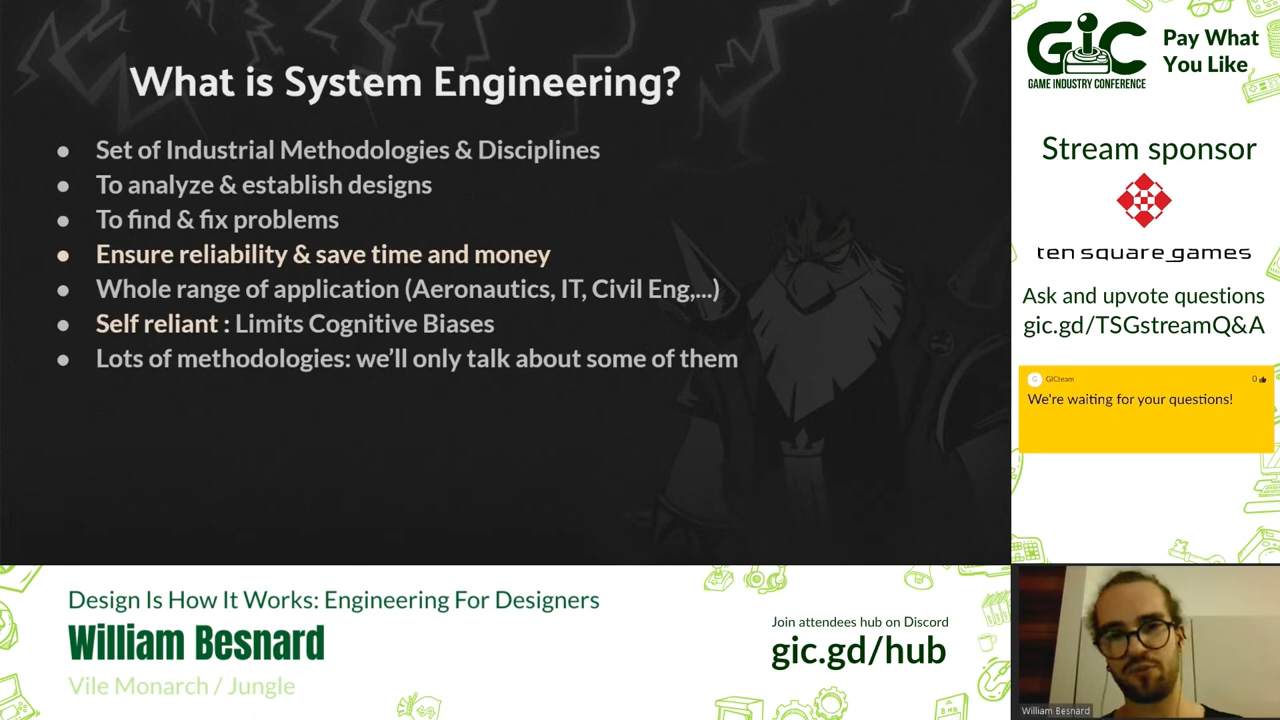 What is System Engineering?
● Set of Industrial Methodologies & Disciplines
● To analyze & establish designs
● To find & fix problems
● Ensure reliability & save time and money
● Whole range of application (Aeronautics, IT, Civil Eng,...)
● Self reliant : Limits Cognitive Biases
● Lots of methodologies: we’ll only talk about some of them
GIC
GAME INDUSTRY CONFERENCE
Pay What
You Like
Stream sponsor
ten square games
Ask and upvote questions
gic.gd/TSGstreamQ&A
G GICteam 0
We're waiting for your questions!
Design Is How It Works: Engineering For Designers
William Besnard
Vile Monarch / Jungle
Join attendees hub on Discord
gic.gd/hub
8 MB
William Besnard